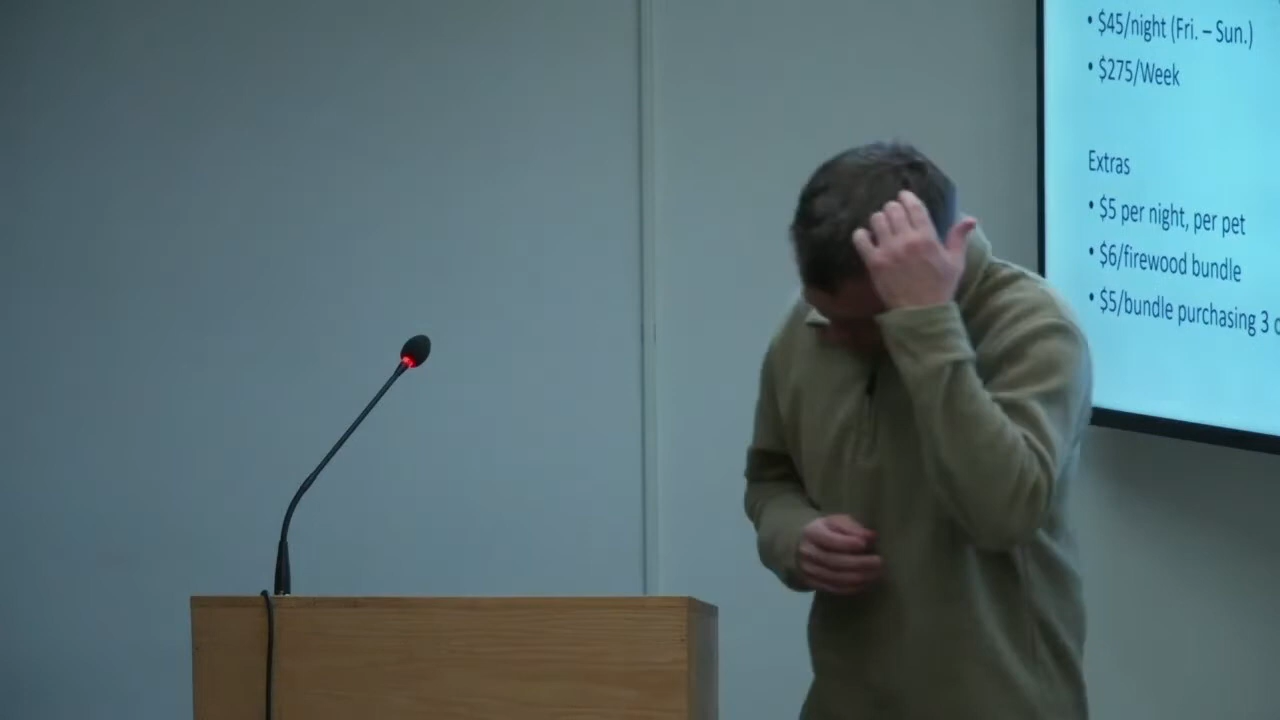 • $45/night (Fri. – Sun.)
• $275/Week
Extras
• $5 per night, per pet
• $6/firewood bundle
• $5/bundle purchasing 3